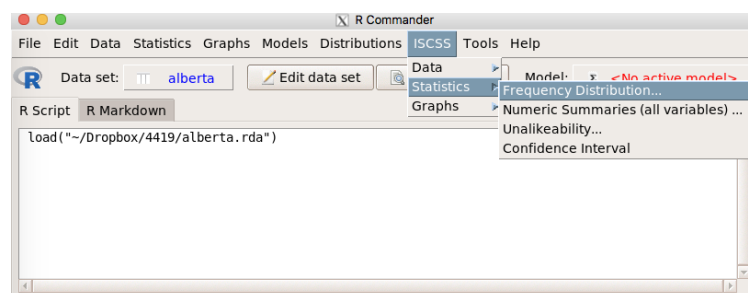 R Commander
File Edit Data Statistics Graphs Models Distributions ISCSS Tools Help
R Data set: alberta Edit data set Model: Σ <No active model>
Data
Statistics
Graphs
Frequency Distribution...
Numeric Summaries (all variables) ...
Unalikeability...
Confidence Interval
R Script R Markdown
load("~/Dropbox/4419/alberta.rda")